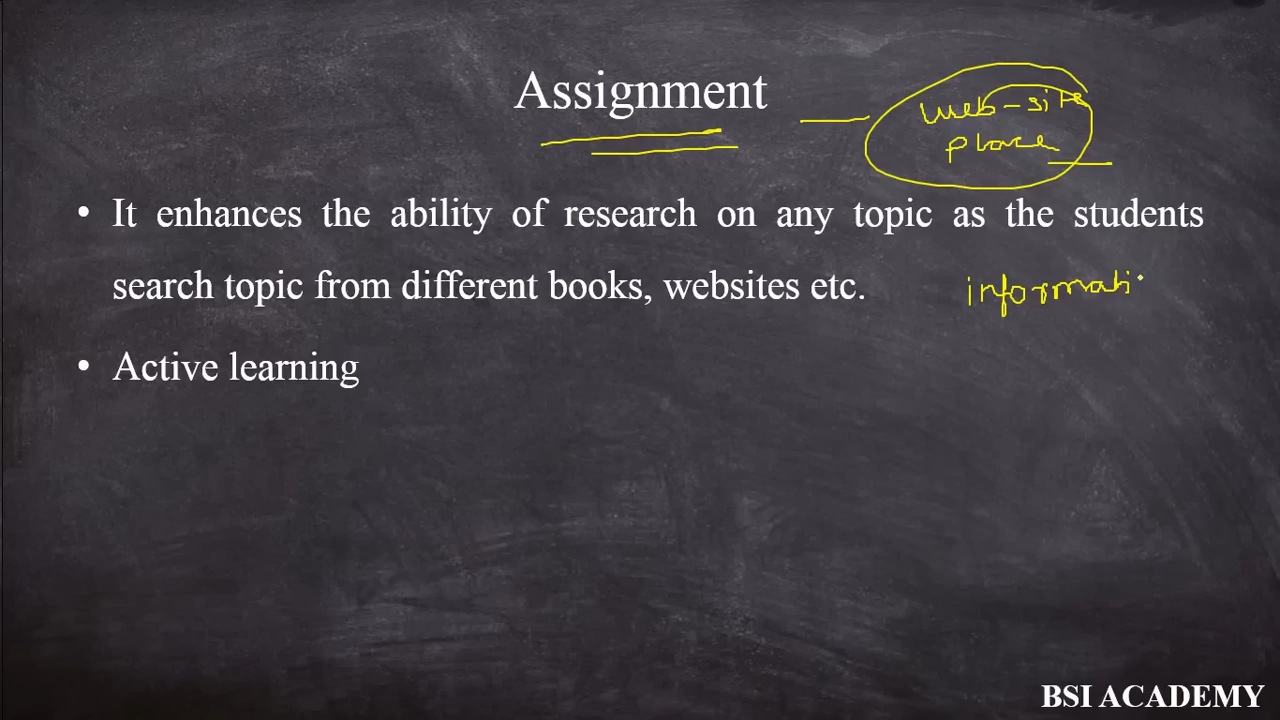 Assignment
web-site
place
• It enhances the ability of research on any topic as the students
search topic from different books, websites etc.
informati
• Active learning
BSI ACADEMY